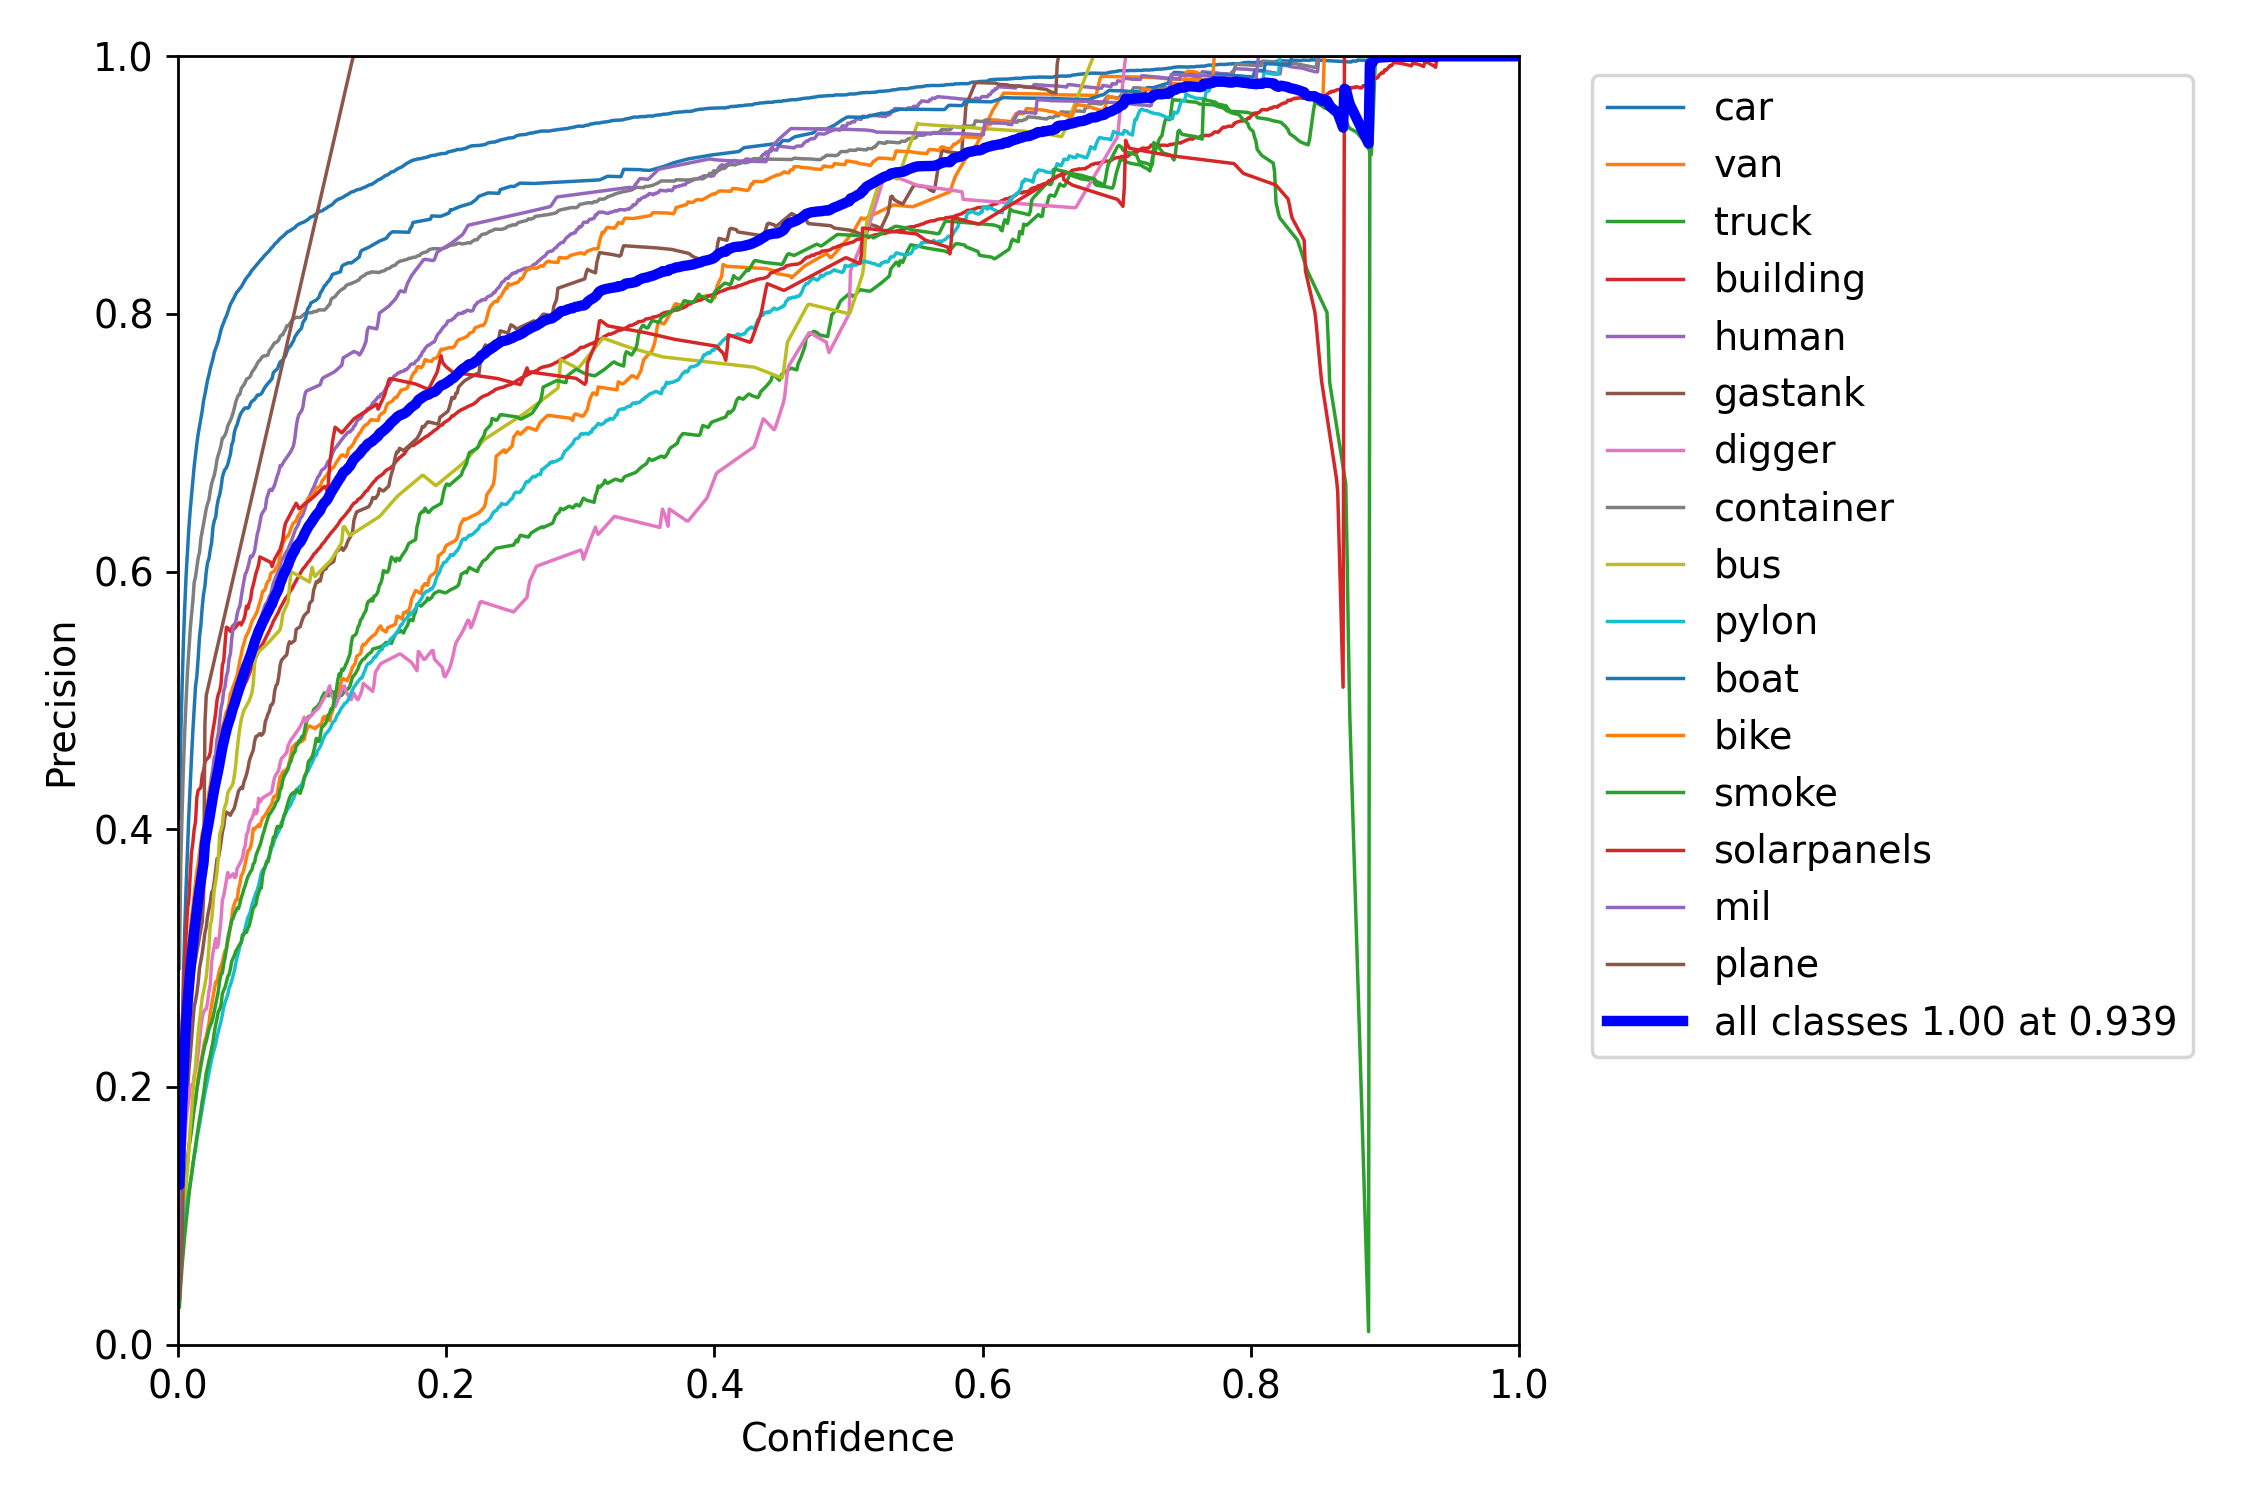 1.0
0.8
0.6
0.4
0.2
0.0
Precision
0.0 0.2 0.4 0.6 0.8 1.0
Confidence
car
van
truck
building
human
gastank
digger
container
bus
pylon
boat
bike
smoke
solarpanels
mil
plane
all classes 1.00 at 0.939